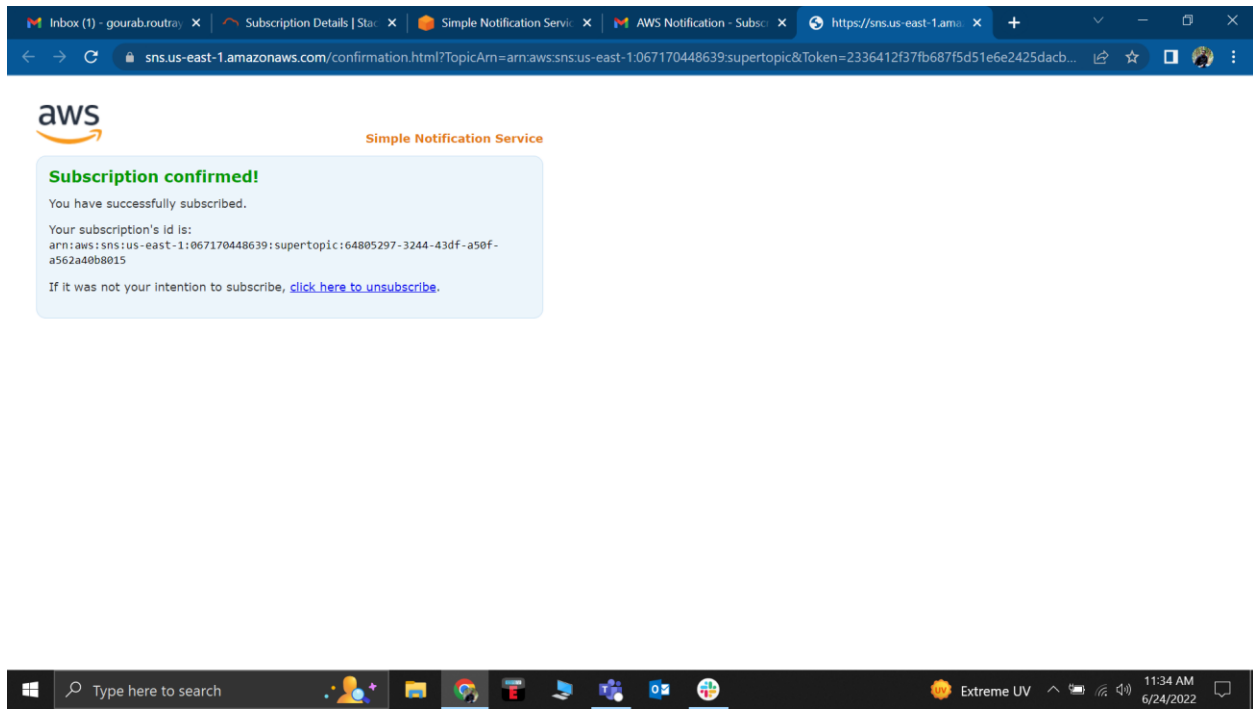 Inbox (1) - gourab.routray
Subscription Details | Stac
Simple Notification Servic
AWS Notification - Subscr
https://sns.us-east-1.ama
sns.us-east-1.amazonaws.com/confirmation.html?TopicArn=arn:aws:sns:us-east-1:067170448639:supertopic&Token=2336412f37fb687f5d51e6e2425dacb...
aws
Simple Notification Service
Subscription confirmed!
You have successfully subscribed.
Your subscription's id is:
arn:aws:sns:us-east-1:067170448639:supertopic:64805297-3244-43df-a50f-
a562a40b8015
If it was not your intention to subscribe, click here to unsubscribe.
Type here to search
Extreme UV
11:34 AM
6/24/2022